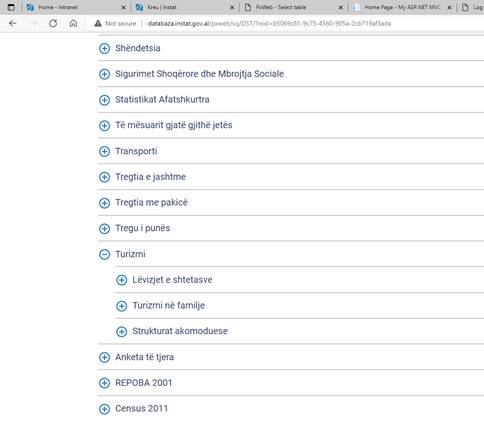 Home - Intranet
Kreu | Instat
PxWeb - Select table
Home Page - My ASP.NET MVC
Log
Not secure | databaza.instat.gov.al/pxweb/sq/DST/?rxid=b5069c81-9c75-4560-905a-2cb719af3ada
Shëndetsia
Sigurimet Shoqërore dhe Mbrojtja Sociale
Statistikat Afatshkurtra
Të mësuarit gjatë gjithë jetës
Transporti
Tregtia e jashtme
Tregtia me pakicë
Tregu i punës
Turizmi
Lëvizjet e shtetasve
Turizmi në familje
Strukturat akomoduese
Anketa të tjera
REPOBA 2001
Census 2011